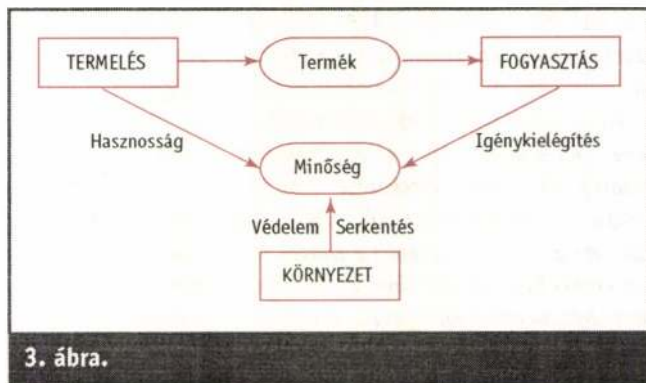 TERMELÉS Termék FOGYASZTÁS
Hasznosság Igénykielégítés
Minőség
Védelem Serkentés
KÖRNYEZET
3. ábra.